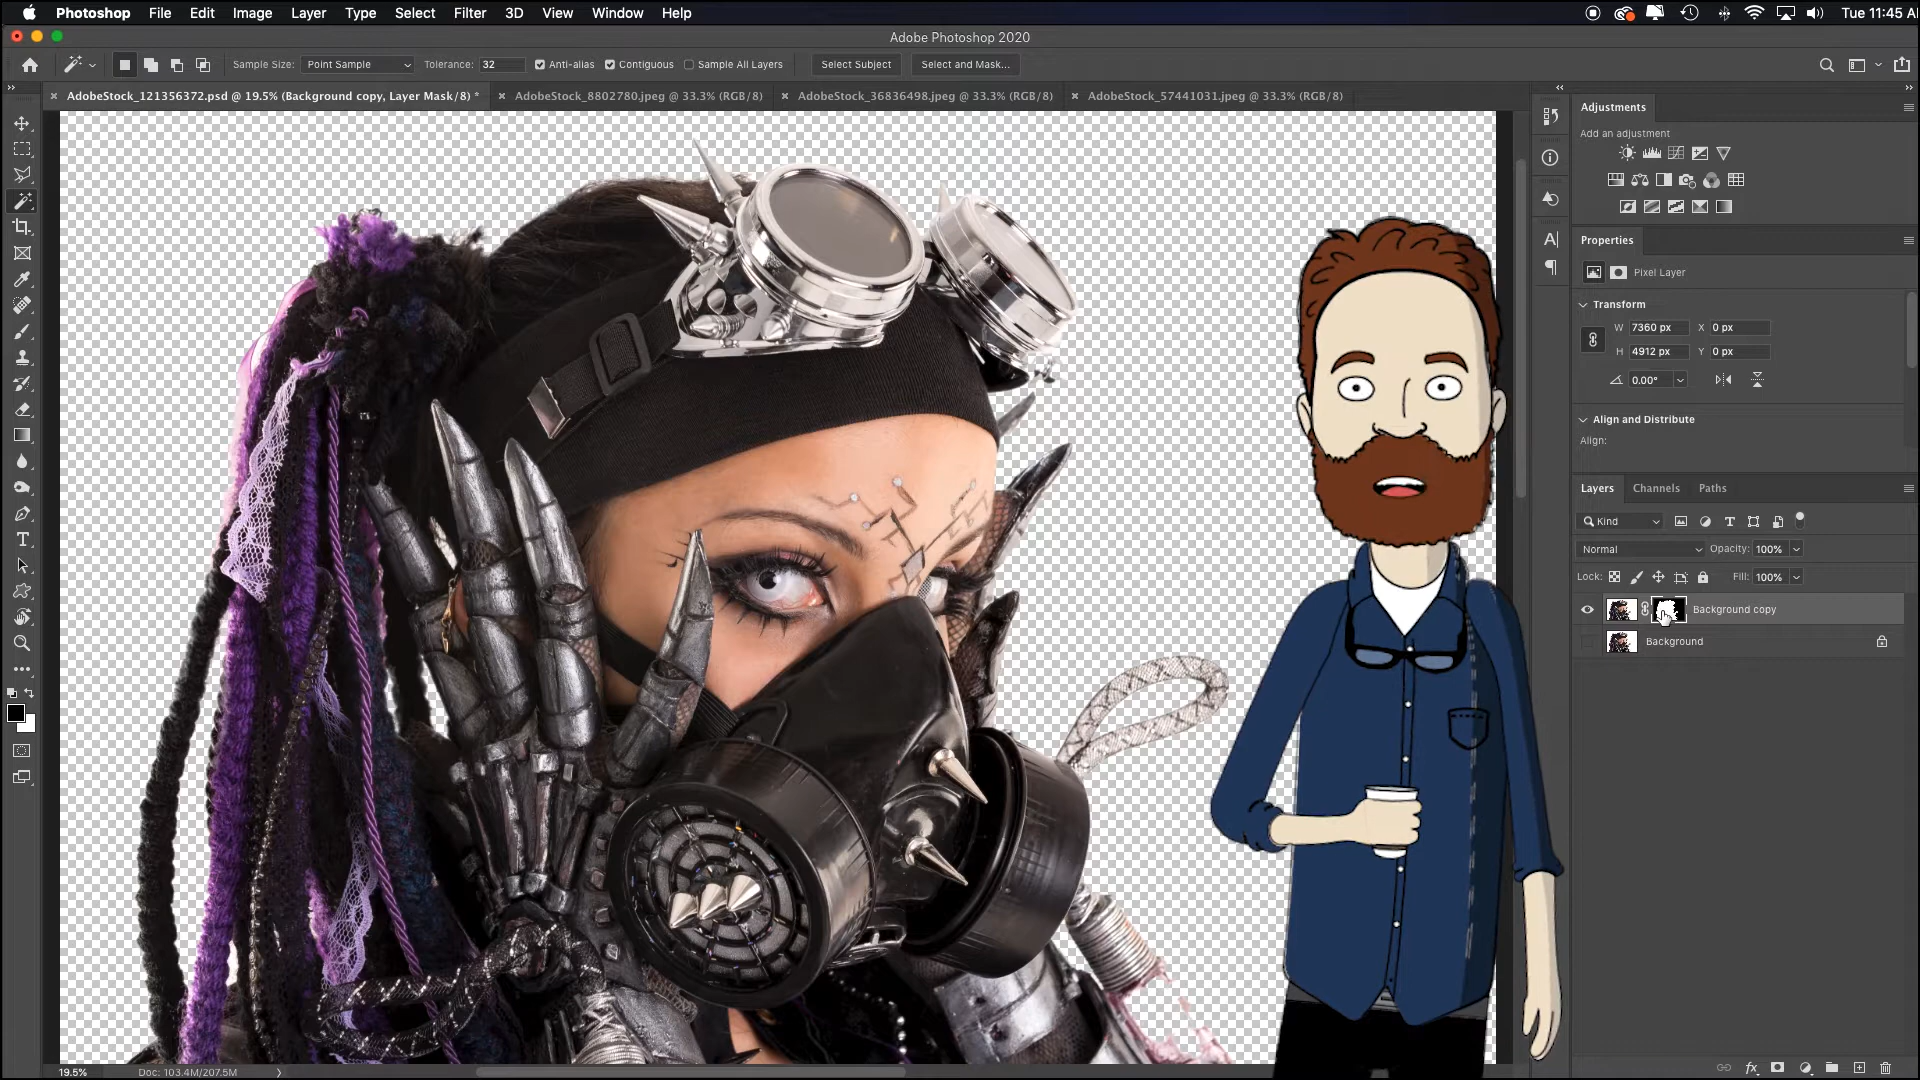 Photoshop File Edit Image Layer Type Select Filter 3D View Window Help Tue 11:45 A
Adobe Photoshop 2020
Sample Size: Point Sample Tolerance: 32 Anti-alias Contiguous Sample All Layers Select Subject Select and Mask...
AdobeStock_121356372.psd @ 19.5% (Background copy, Layer Mask/8) * AdobeStock_8802780.jpeg @ 33.3% (RGB/8) AdobeStock_36836498.jpeg @ 33.3% (RGB/8) AdobeStock_57441031.jpeg @ 33.3% (RGB/8)
Adjustments
Add an adjustment
Properties
Pixel Layer
Transform
W 7360 px X 0 px
H 4912 px Y 0 px
0.00°
Align and Distribute
Align:
Layers Channels Paths
Kind
Normal Opacity: 100%
Lock: Fill: 100%
Background copy
Background
19.5% Doc: 103.4M/207.5M